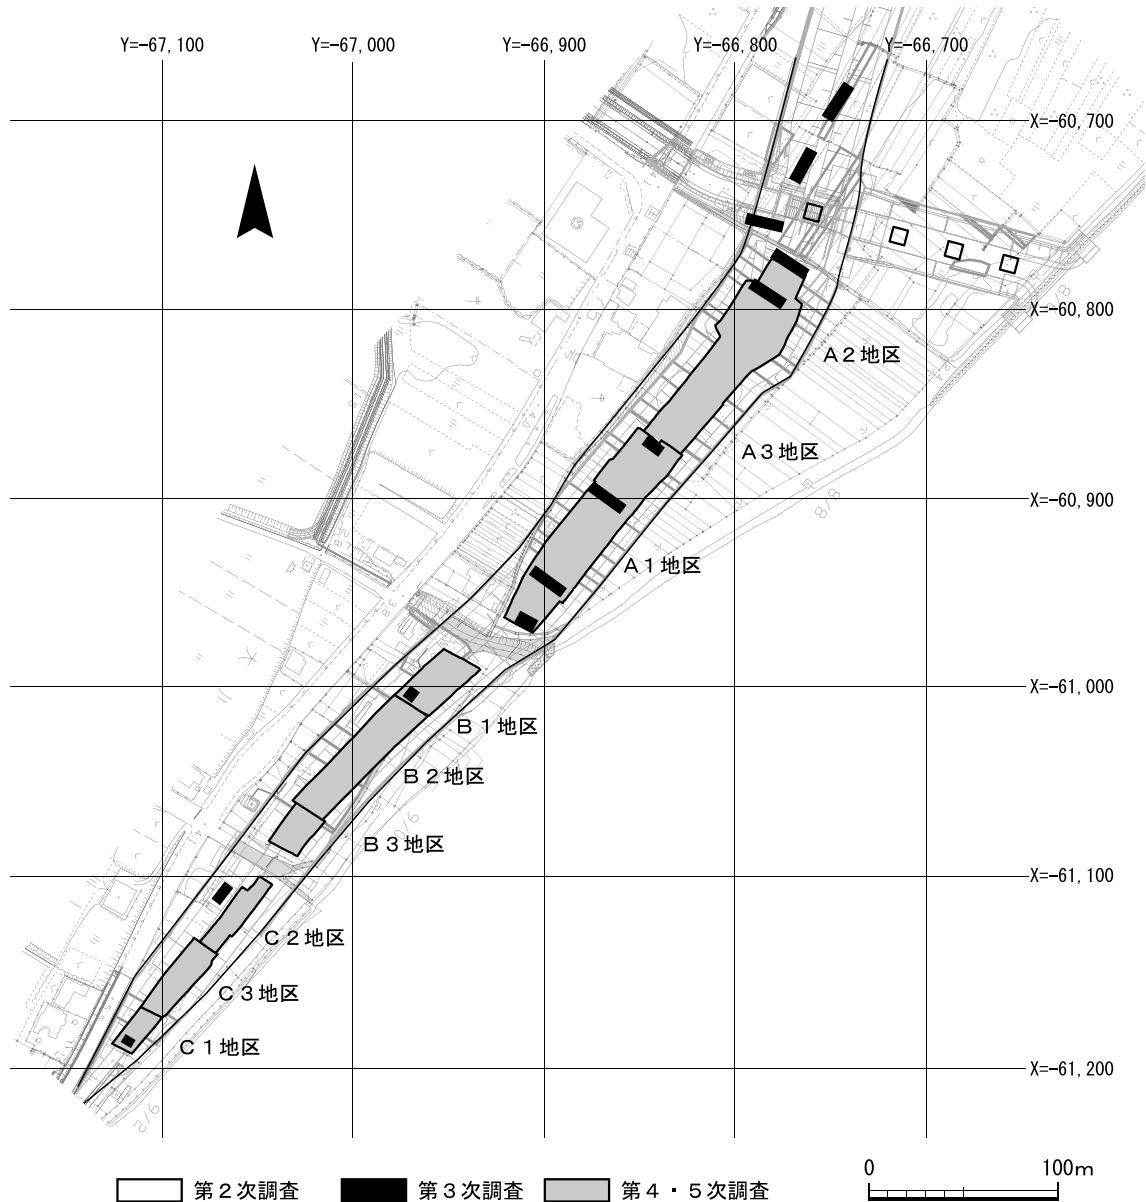 Y=−67,100 Y=−67,000 Y=−66,900 Y=−66,800 Y=−66,700
X=−60,700
X=−60,800
A2地区
A3地区
X=−60,900
A1地区
X=−61,000
B1地区
B2地区
B3地区
X=−61,100
C2地区
C3地区
C1地区
X=−61,200
0 100m
第2次調査 第3次調査 第4・5次調査